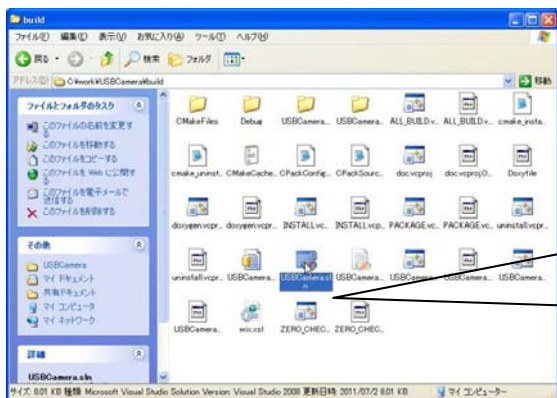 build
ファイル(F) 編集(E) 表示(V) お気に入り(A) ツール(T) ヘルプ(H)
戻る 検索 フォルダ
アドレス(D) C:¥work¥USBCamera¥build 移動
ファイルとフォルダのタスク
このファイルの名前を変更する
このファイルを移動する
このファイルをコピーする
このファイルを Web に公開する
このファイルを電子メールで送信する
このファイルを削除する
その他
USBCamera
マイ ドキュメント
共有ドキュメント
マイ コンピュータ
マイ ネットワーク
詳細
USBCamera.sln
CMakeFiles Debug USBCamera... USBCamera... ALL_BUILD.v... ALL_BUILD.v... cmake_insta...
cmake_uninst... CMakeCache... CPackConfig... CPackSourc... doc.vcproj doc.vcproj.0... Doxyfile
doxygen.vcpr... doxygen.vcpr... INSTALL.vc... INSTALL.vcp... PACKAGE.vc... PACKAGE.vc... uninstall.vcpr...
uninstall.vcpr... USBCamera... USBCamera.sln USBCamera... USBCamera... USBCamera... USBCamera...
USBCamera... wix.xsl ZERO_CHEC... ZERO_CHEC...
サイズ: 8.01 KB 種類: Microsoft Visual Studio Solution Version: Visual Studio 2008 更新日時: 2011/07/2 8.01 KB マイ コンピューター